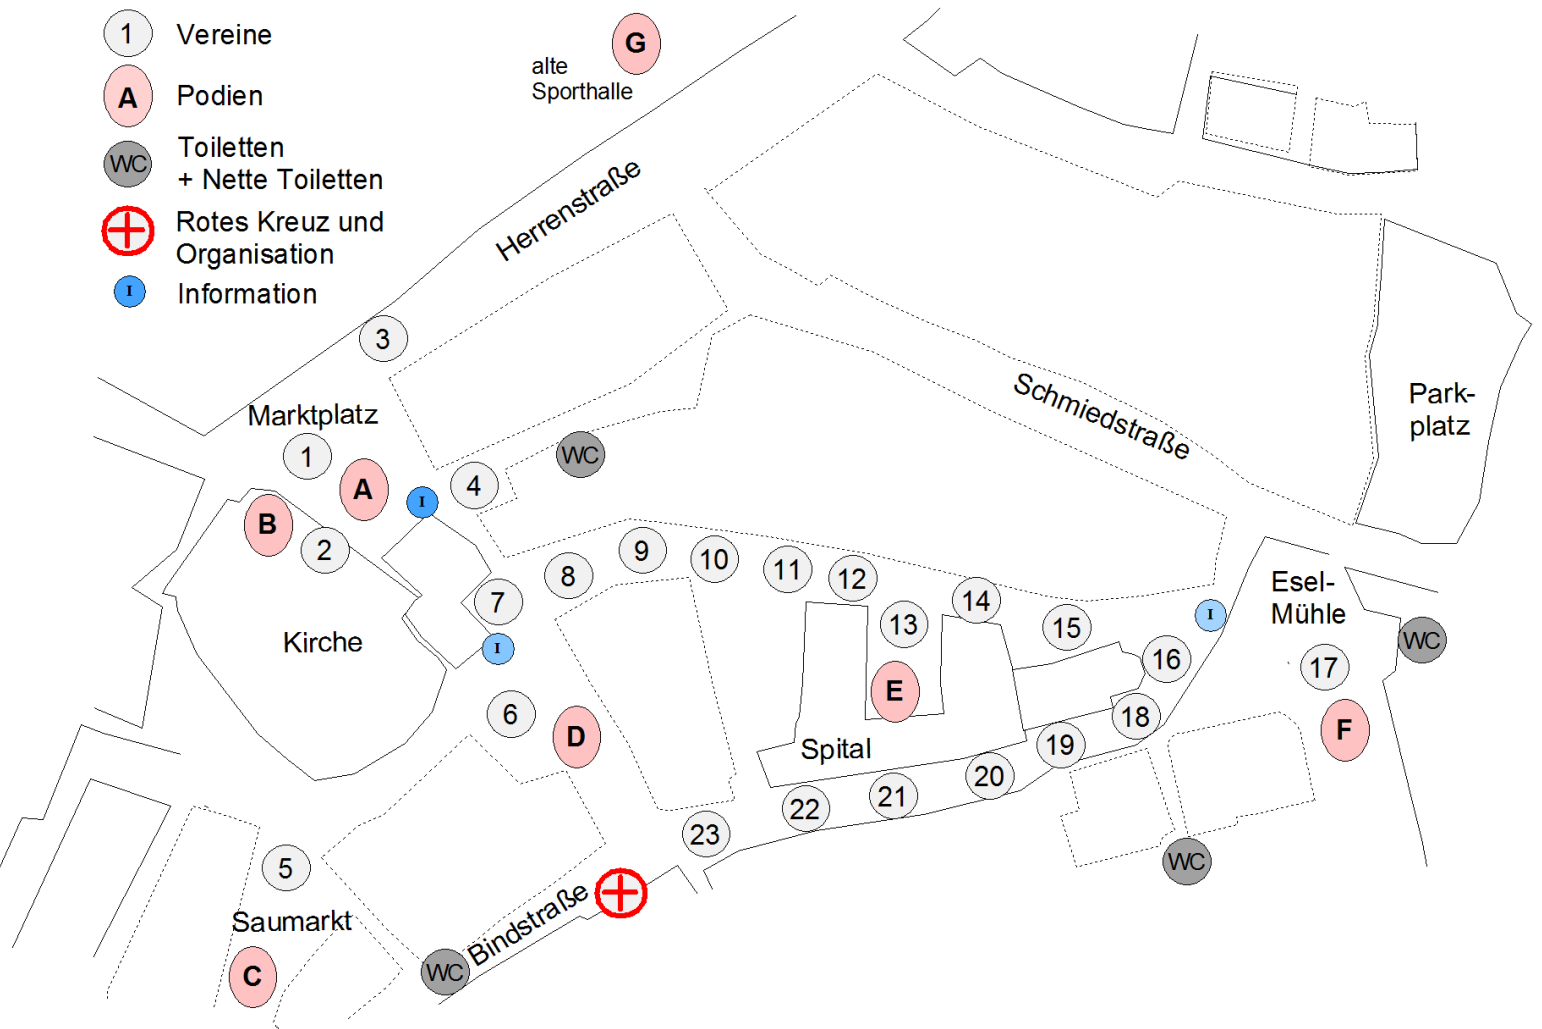 1 Vereine
A Podien
WC Toiletten
+ Nette Toiletten
Rotes Kreuz und
Organisation
I Information
G
alte
Sporthalle
Herrenstraße
3
Marktplatz
1
A
I
4
WC
B
2
Kirche
7
I
6
D
8
9
10
11
12
13
14
15
16
E
Spital
Schmiedstraße
Park-
platz
I
Esel-
Mühle
WC
17
F
18
19
20
21
22
23
WC
5
Saumarkt
C
WC
Bindstraße